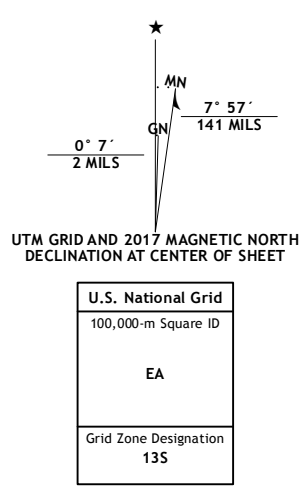 ★
MN
GN
7° 57´
141 MILS
0° 7´
2 MILS
UTM GRID AND 2017 MAGNETIC NORTH
DECLINATION AT CENTER OF SHEET
U.S. National Grid
100,000-m Square ID
EA
Grid Zone Designation
13S